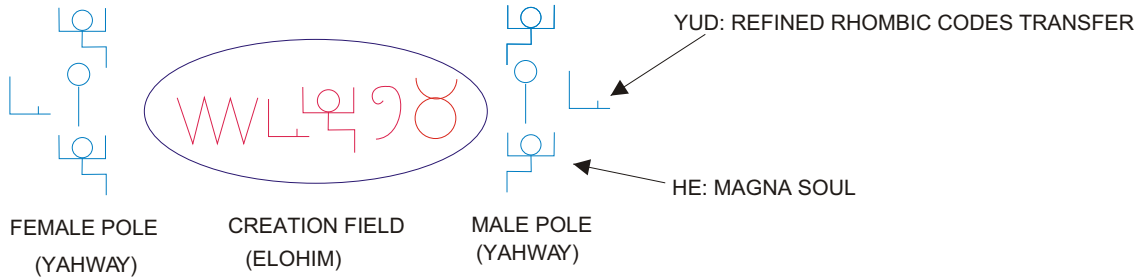 YUD: REFINED RHOMBIC CODES TRANSFER
HE: MAGNA SOUL
FEMALE POLE
(YAHWAY)
CREATION FIELD
(ELOHIM)
MALE POLE
(YAHWAY)